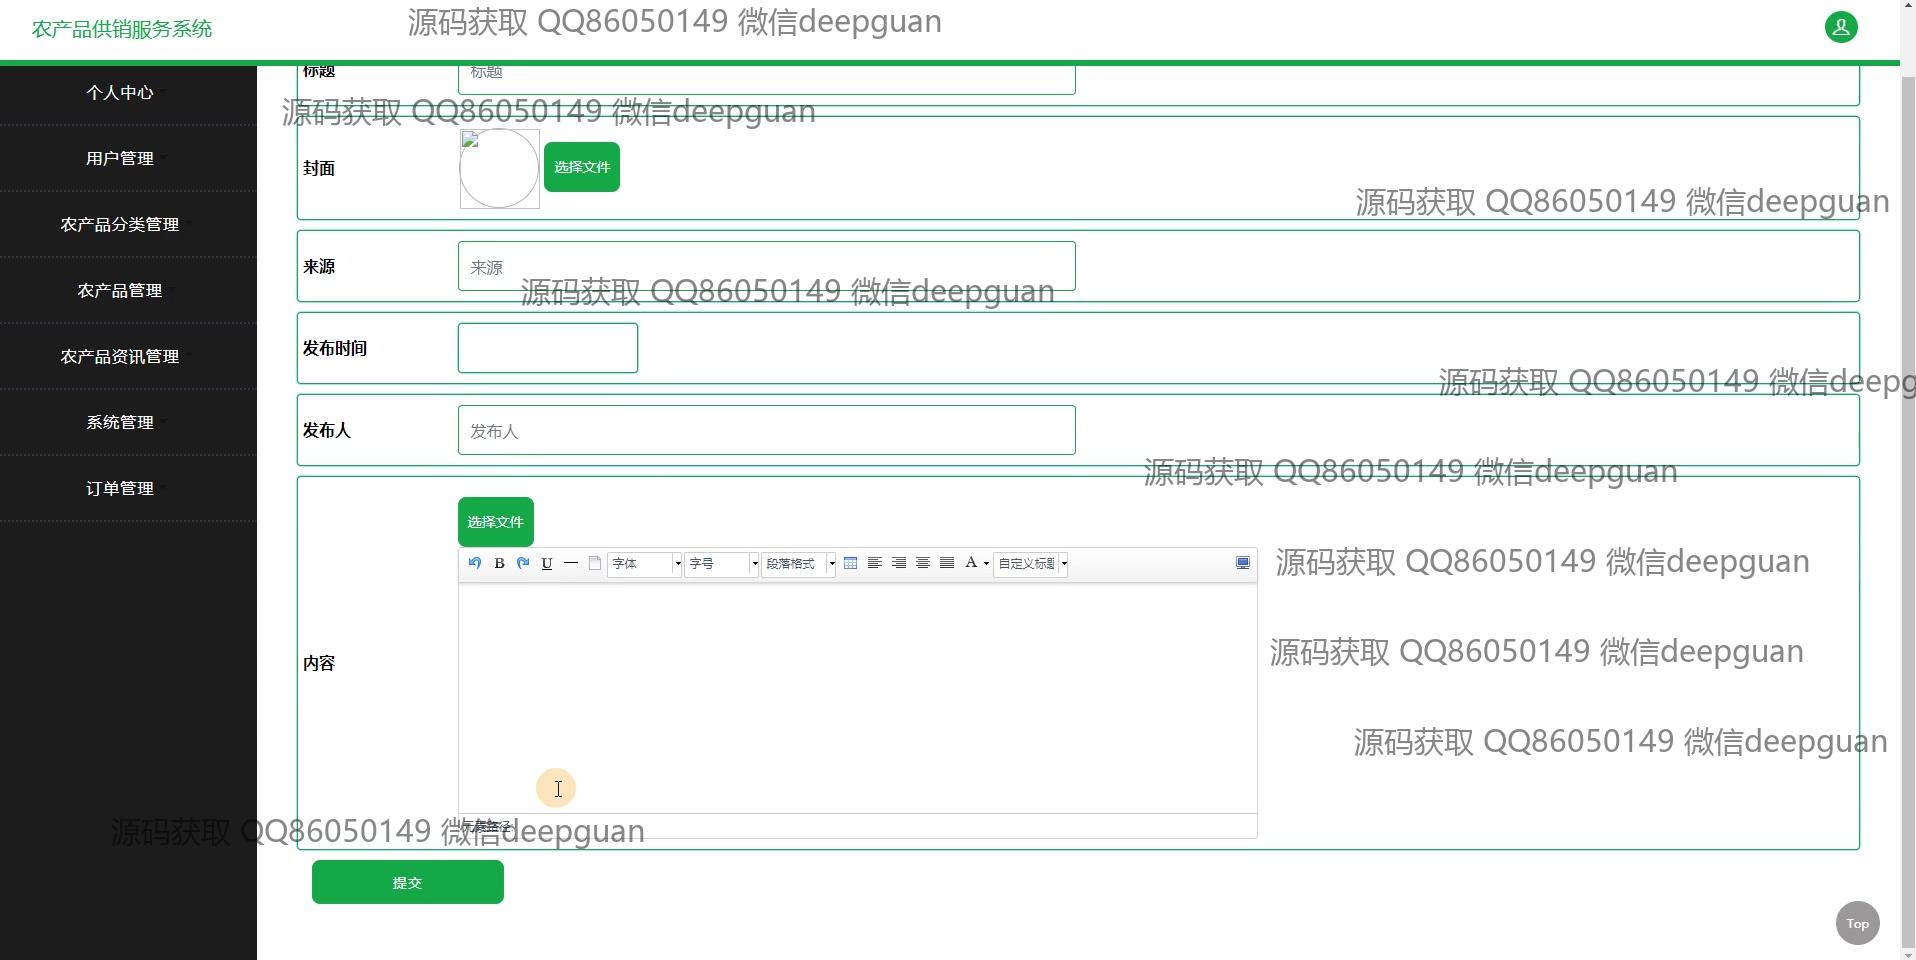 农产品供销服务系统
源码获取 QQ86050149 微信deepguan
个人中心
用户管理
农产品分类管理
农产品管理
农产品资讯管理
系统管理
订单管理
标题
标题
源码获取 QQ86050149 微信deepguan
封面
选择文件
源码获取 QQ86050149 微信deepguan
来源
来源
源码获取 QQ86050149 微信deepguan
发布时间
源码获取 QQ86050149 微信deepg
发布人
发布人
源码获取 QQ86050149 微信deepguan
选择文件
B U 字体 字号 段落格式 A 自定义标题
源码获取 QQ86050149 微信deepguan
内容
源码获取 QQ86050149 微信deepguan
源码获取 QQ86050149 微信deepguan
元素路径:
源码获取 QQ86050149 微信deepguan
提交
Top